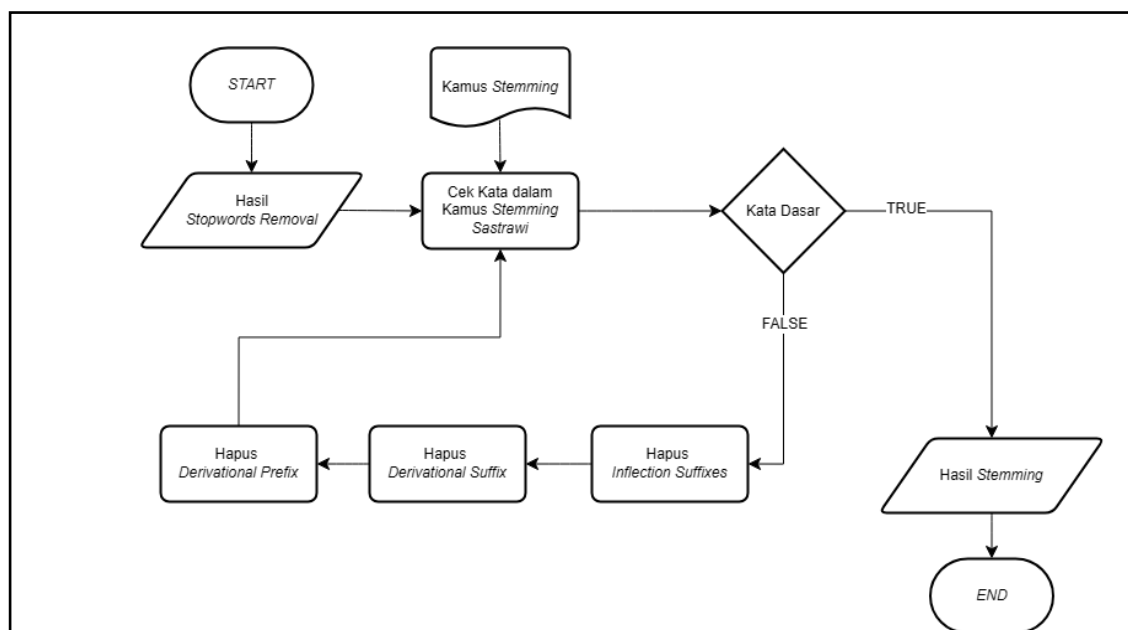 START
Kamus Stemming
Hasil
Stopwords Removal
Cek Kata dalam
Kamus Stemming
Sastrawi
Kata Dasar
TRUE
FALSE
Hapus
Derivational Prefix
Hapus
Derivational Suffix
Hapus
Inflection Suffixes
Hasil Stemming
END